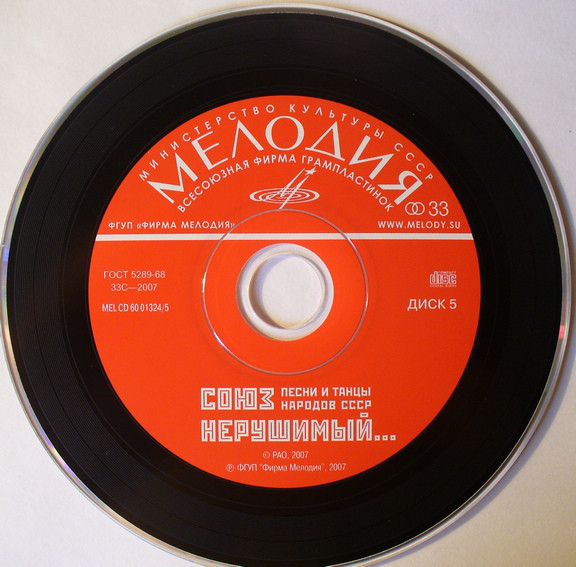 МИНИСТЕРСТВО КУЛЬТУРЫ СССР
МЕЛОДИЯ
ВСЕСОЮЗНАЯ ФИРМА ГРАМПЛАСТИНОК
33
ФГУП «ФИРМА МЕЛОДИЯ»
WWW.MELODY.SU
ГОСТ 5289-68
33С—2007
MEL CD 60 01324/5
disc
ДИСК 5
СОЮЗ ПЕСНИ И ТАНЦЫ
НАРОДОВ СССР
НЕРУШИМЫЙ...
© РАО, 2007
℗ ФГУП "Фирма Мелодия", 2007